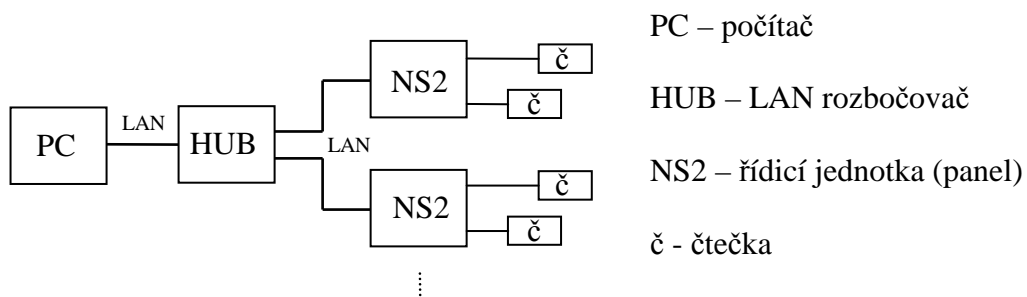 PC – počítač
č
NS2
č
HUB – LAN rozbočovač
LAN
PC
HUB
LAN
NS2 – řídicí jednotka (panel)
č
NS2
č
č - čtečka